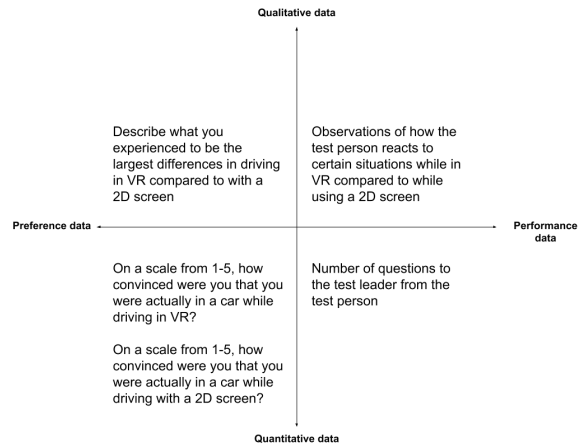 Qualitative data
Describe what you
experienced to be the
largest differences in driving
in VR compared to with a
2D screen
Observations of how the
test person reacts to
certain situations while in
VR compared to while
using a 2D screen
Preference data
Performance
data
On a scale from 1-5, how
convinced were you that you
were actually in a car while
driving in VR?
On a scale from 1-5, how
convinced were you that you
were actually in a car while
driving with a 2D screen?
Number of questions to
the test leader from the
test person
Quantitative data